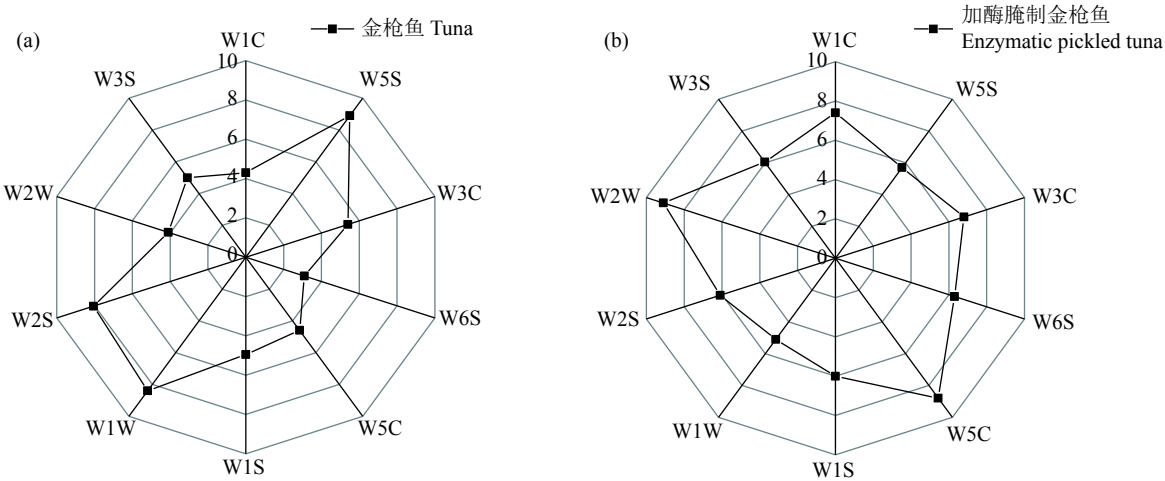 (a)
金枪鱼 Tuna
W1C
W5S
W3C
W6S
W5C
W1S
W1W
W2S
W2W
W3S
10
8
6
4
2
0
(b)
加酶腌制金枪鱼
Enzymatic pickled tuna
W1C
W5S
W3C
W6S
W5C
W1S
W1W
W2S
W2W
W3S
10
8
6
4
2
0